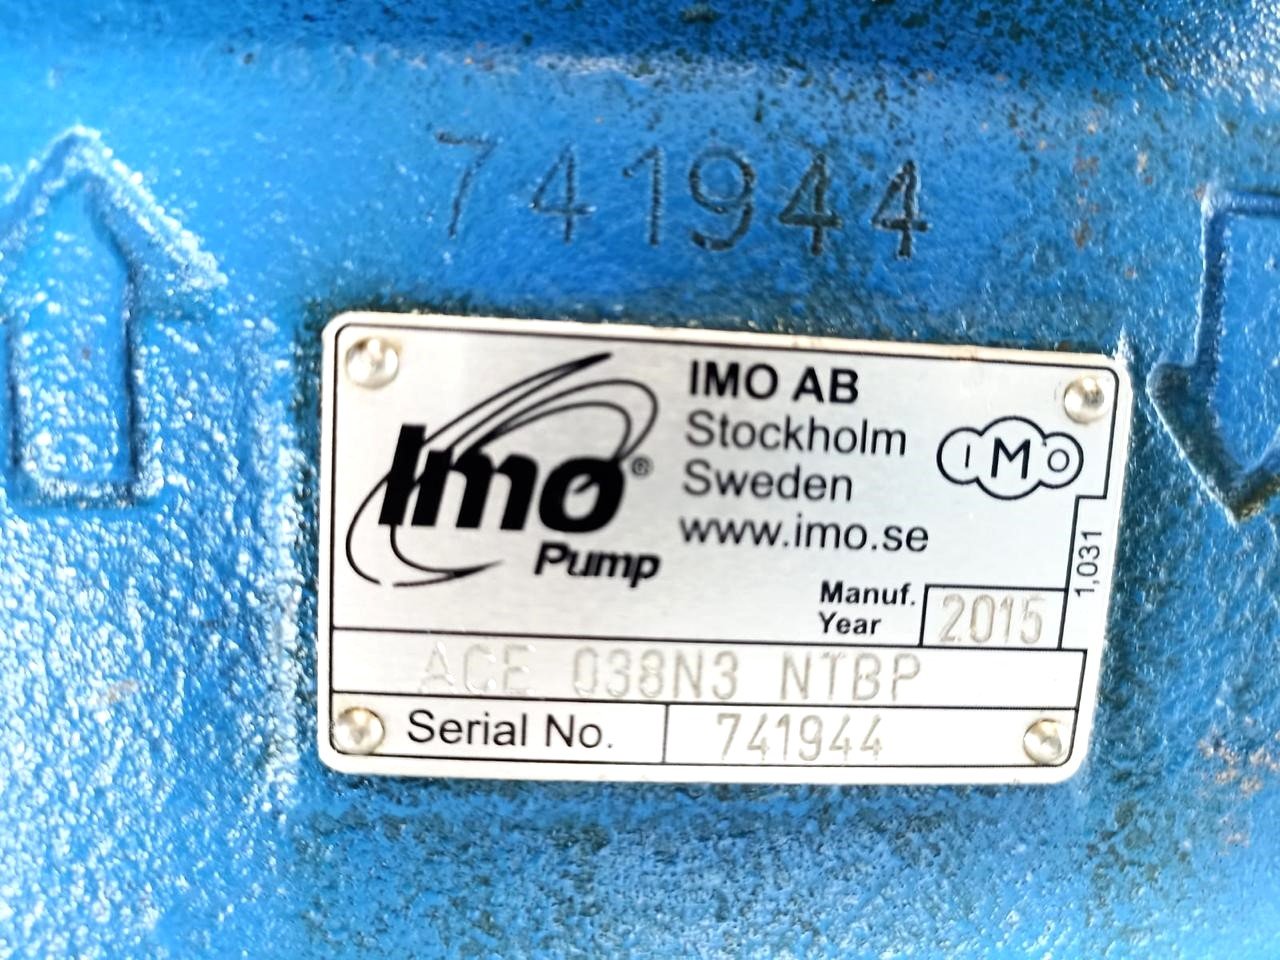 741944
Imo®
Pump
IMO AB
Stockholm
Sweden
www.imo.se
IMO
1,031
Manuf.
Year
2015
ACE 038N3 NTBP
Serial No.
741944